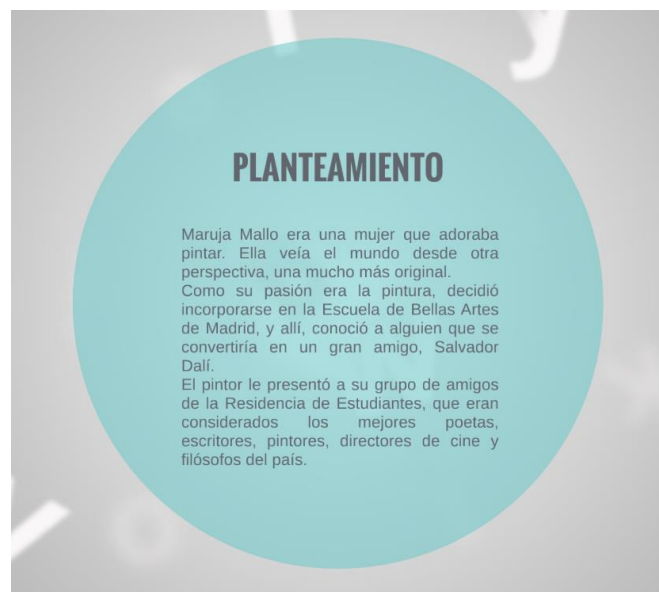 PLANTEAMIENTO
Maruja Mallo era una mujer que adoraba
pintar. Ella veía el mundo desde otra
perspectiva, una mucho más original.
Como su pasión era la pintura, decidió
incorporarse en la Escuela de Bellas Artes
de Madrid, y allí, conoció a alguien que se
convertiría en un gran amigo, Salvador
Dalí.
El pintor le presentó a su grupo de amigos
de la Residencia de Estudiantes, que eran
considerados los mejores poetas,
escritores, pintores, directores de cine y
filósofos del país.